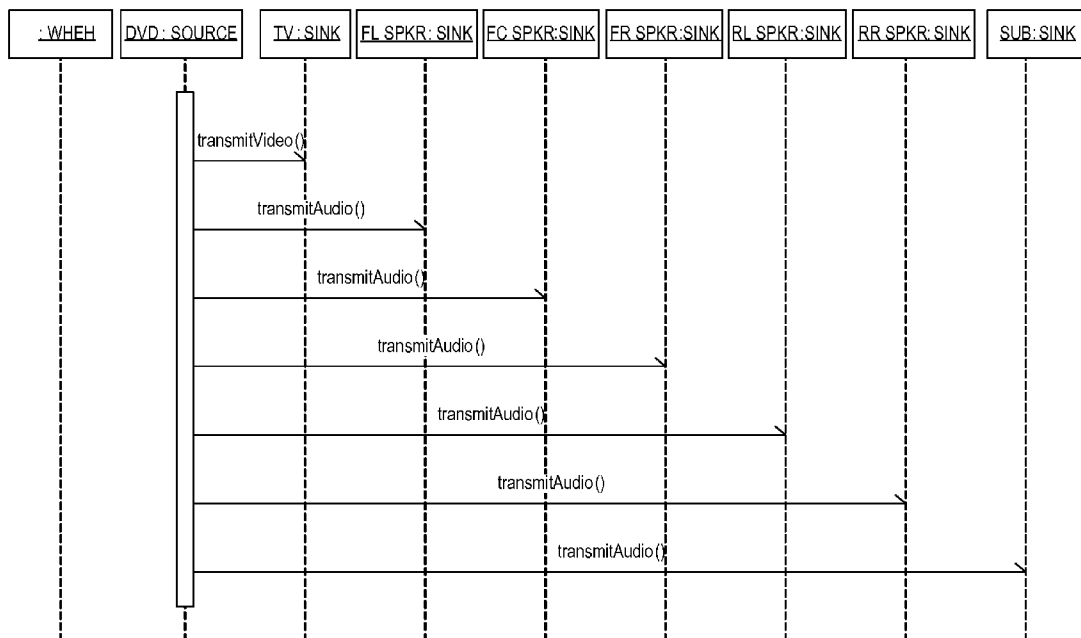 : WHEH
DVD : SOURCE
TV : SINK
FL SPKR : SINK
FC SPKR:SINK
FR SPKR:SINK
RL SPKR:SINK
RR SPKR: SINK
SUB: SINK
transmitVideo()
transmitAudio()
transmitAudio()
transmitAudio()
transmitAudio()
transmitAudio()
transmitAudio()